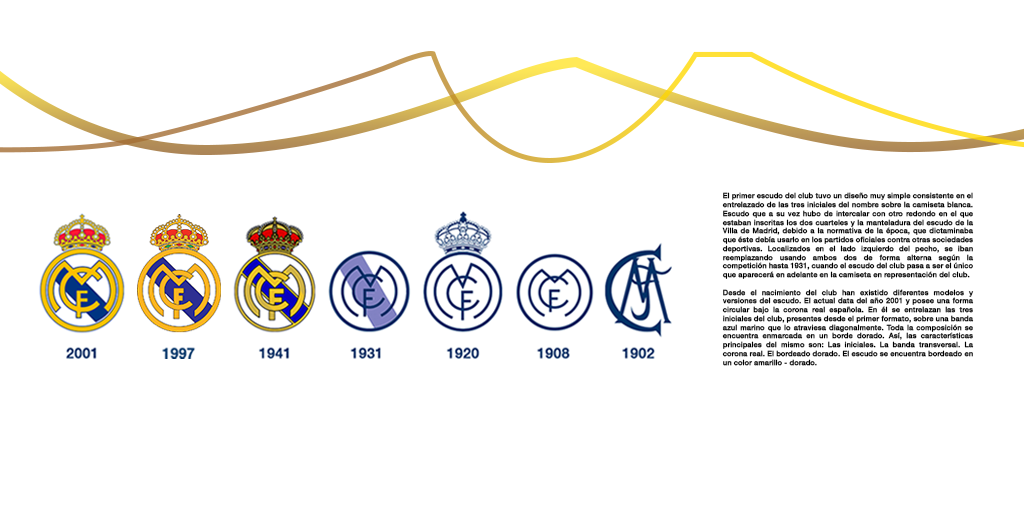 El primer escudo del club tuvo un diseño muy simple consistente en el
entrelazado de las tres iniciales del nombre sobre la camiseta blanca.
Escudo que a su vez hubo de intercalar con otro redondo en el que
estaban inscritas los dos cuarteles y la manteladura del escudo de la
Villa de Madrid, debido a la normativa de la época, que dictaminaba
que éste debía usarlo en los partidos oficiales contra otras sociedades
deportivas. Localizados en el lado izquierdo del pecho, se iban
reemplazando usando ambos dos de forma alterna según la
competición hasta 1931, cuando el escudo del club pasa a ser el único
que aparecerá en adelante en la camiseta en representación del club.
Desde el nacimiento del club han existido diferentes modelos y
versiones del escudo. El actual data del año 2001 y posee una forma
circular bajo la corona real española. En él se entrelazan las tres
iniciales del club, presentes desde el primer formato, sobre una banda
azul marino que lo atraviesa diagonalmente. Toda la composición se
encuentra enmarcada en un borde dorado. Así, las características
principales del mismo son: Las iniciales. La banda transversal. La
corona real. El bordeado dorado. El escudo se encuentra bordeado en
un color amarillo - dorado.
2001 1997 1941 1931 1920 1908 1902